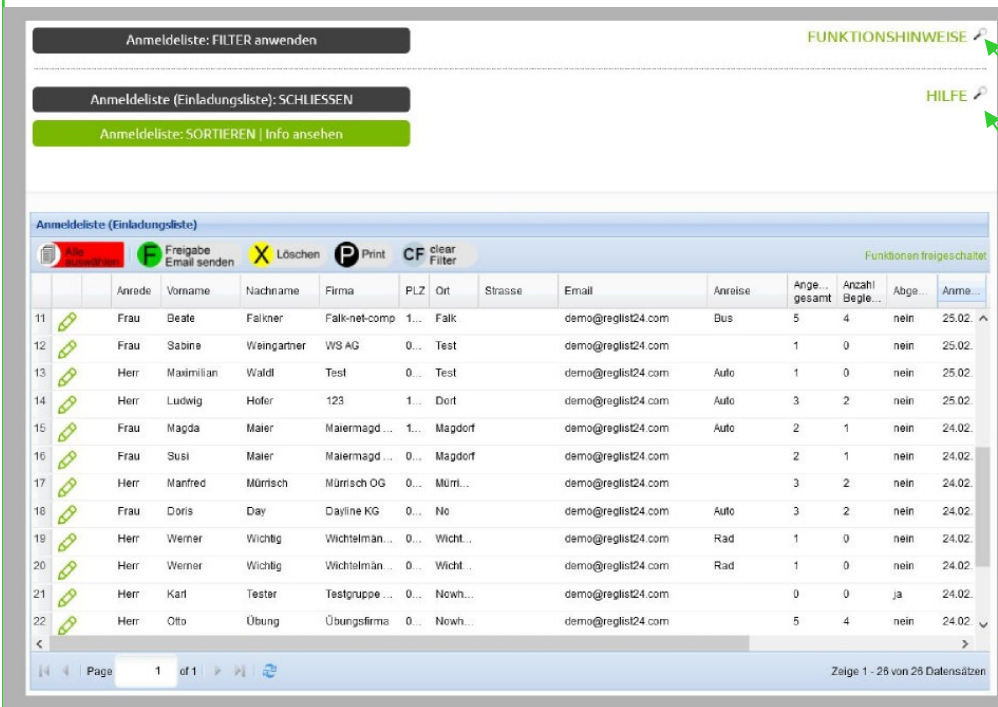 Anmeldeliste: FILTER anwenden
FUNKTIONSHINWEISE
Anmeldeliste (Einladungsliste): SCHLIESSEN
HILFE
Anmeldeliste: SORTIEREN | Info ansehen
Anmeldeliste (Einladungsliste)
Alle auswählen F Freigabe Email senden X Löschen P Print CF clear Filter Funktionen freigeschaltet
Anrede Vorname Nachname Firma PLZ Ort Strasse Email Anreise Ange... gesamt Anzahl Begle... Abge... Anme...
11 Frau Beate Falkner Falk-net-comp 1... Falk demo@reglist24.com Bus 5 4 nein 25.02.
12 Frau Sabine Weingartner WS AG 0... Test demo@reglist24.com 1 0 nein 25.02.
13 Herr Maximilian Waldl Test 0... Test demo@reglist24.com Auto 1 0 nein 25.02.
14 Herr Ludwig Hofer 123 1... Dort demo@reglist24.com Auto 3 2 nein 25.02.
15 Frau Magda Maier Maiermagd ... 1... Magdorf demo@reglist24.com Auto 2 1 nein 24.02.
16 Frau Susi Maier Maiermagd ... 0... Magdorf demo@reglist24.com 2 1 nein 24.02.
17 Herr Manfred Mürrisch Mürrisch OG 0... Mürri... demo@reglist24.com 3 2 nein 24.02.
18 Frau Doris Day Dayline KG 0... No demo@reglist24.com Auto 3 2 nein 24.02.
19 Herr Werner Wichtig Wichtelmän... 0... Wicht... demo@reglist24.com Rad 1 0 nein 24.02.
20 Herr Werner Wichtig Wichtelmän... 0... Wicht... demo@reglist24.com Rad 1 0 nein 24.02.
21 Herr Karl Tester Testgruppe ... 0... Nowh... demo@reglist24.com 0 0 ja 24.02.
22 Herr Otto Übung Übungsfirma 0... Nowh... demo@reglist24.com 5 4 nein 24.02.
Page 1 of 1 Zeige 1 - 26 von 26 Datensätzen